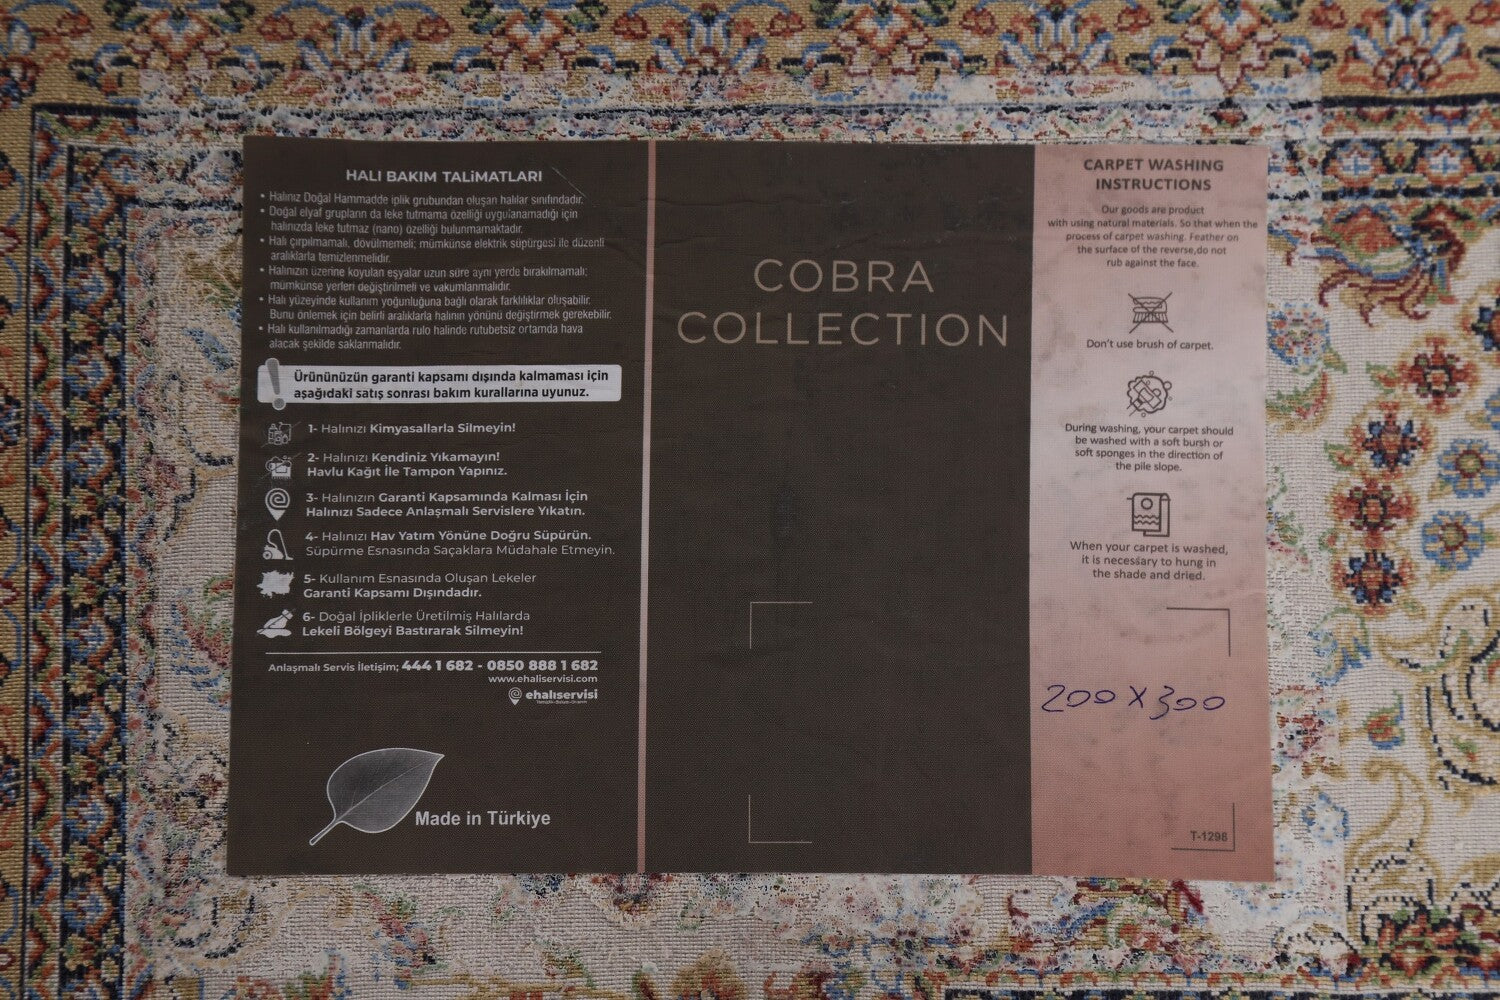 HALI BAKIM TALİMATLARI
• Halınız Doğal Hammadde iplik grubundan oluşan halılar sınıfındadır.
• Doğal elyaf grupların da leke tutmama özelliği uygulanamadığı için
halınızda leke tutmaz (nano) özelliği bulunmamaktadır.
• Halı çırpılmamalı, dövülmemeli; mümkünse elektrik süpürgesi ile düzenli
aralıklarla temizlenmelidir.
• Halınızın üzerine koyulan eşyalar uzun süre aynı yerde bırakılmamalı;
mümkünse yerleri değiştirilmeli ve vakumlanmalıdır.
• Halı yüzeyinde kullanım yoğunluğuna bağlı olarak farklılıklar oluşabilir.
Bunu önlemek için belirli aralıklarla halının yönünü değiştirmek gerekebilir.
• Halı kullanılmadığı zamanlarda rulo halinde rutubetsiz ortamda hava
alacak şekilde saklanmalıdır.
Ürününüzün garanti kapsamı dışında kalmaması için
aşağıdaki satış sonrası bakım kurallarına uyunuz.
1- Halınızı Kimyasallarla Silmeyin!
2- Halınızı Kendiniz Yıkamayın!
Havlu Kağıt İle Tampon Yapınız.
3- Halınızın Garanti Kapsamında Kalması İçin
Halınızı Sadece Anlaşmalı Servislere Yıkatın.
4- Halınızı Hav Yatım Yönüne Doğru Süpürün.
Süpürme Esnasında Saçaklara Müdahale Etmeyin.
5- Kullanım Esnasında Oluşan Lekeler
Garanti Kapsamı Dışındadır.
6- Doğal İpliklerle Üretilmiş Halılarda
Lekeli Bölgeyi Bastırarak Silmeyin!
Anlaşmalı Servis İletişim; 444 1 682 - 0850 888 1 682
www.ehaliservisi.com
ehalıservisi
Made in Türkiye
COBRA
COLLECTION
CARPET WASHING
INSTRUCTIONS
Our goods are product
with using natural materials. So that when the
process of carpet washing. Feather on
the surface of the reverse,do not
rub against the face.
Don't use brush of carpet.
During washing, your carpet should
be washed with a soft bursh or
soft sponges in the direction of
the pile slope.
When your carpet is washed,
it is necessary to hung in
the shade and dried.
200 X 300
T-1298